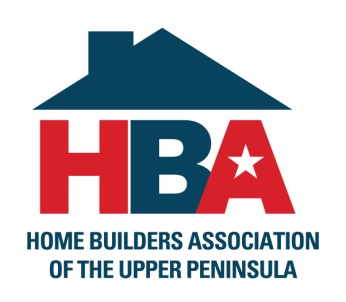 HBA
HOME BUILDERS ASSOCIATION
OF THE UPPER PENINSULA